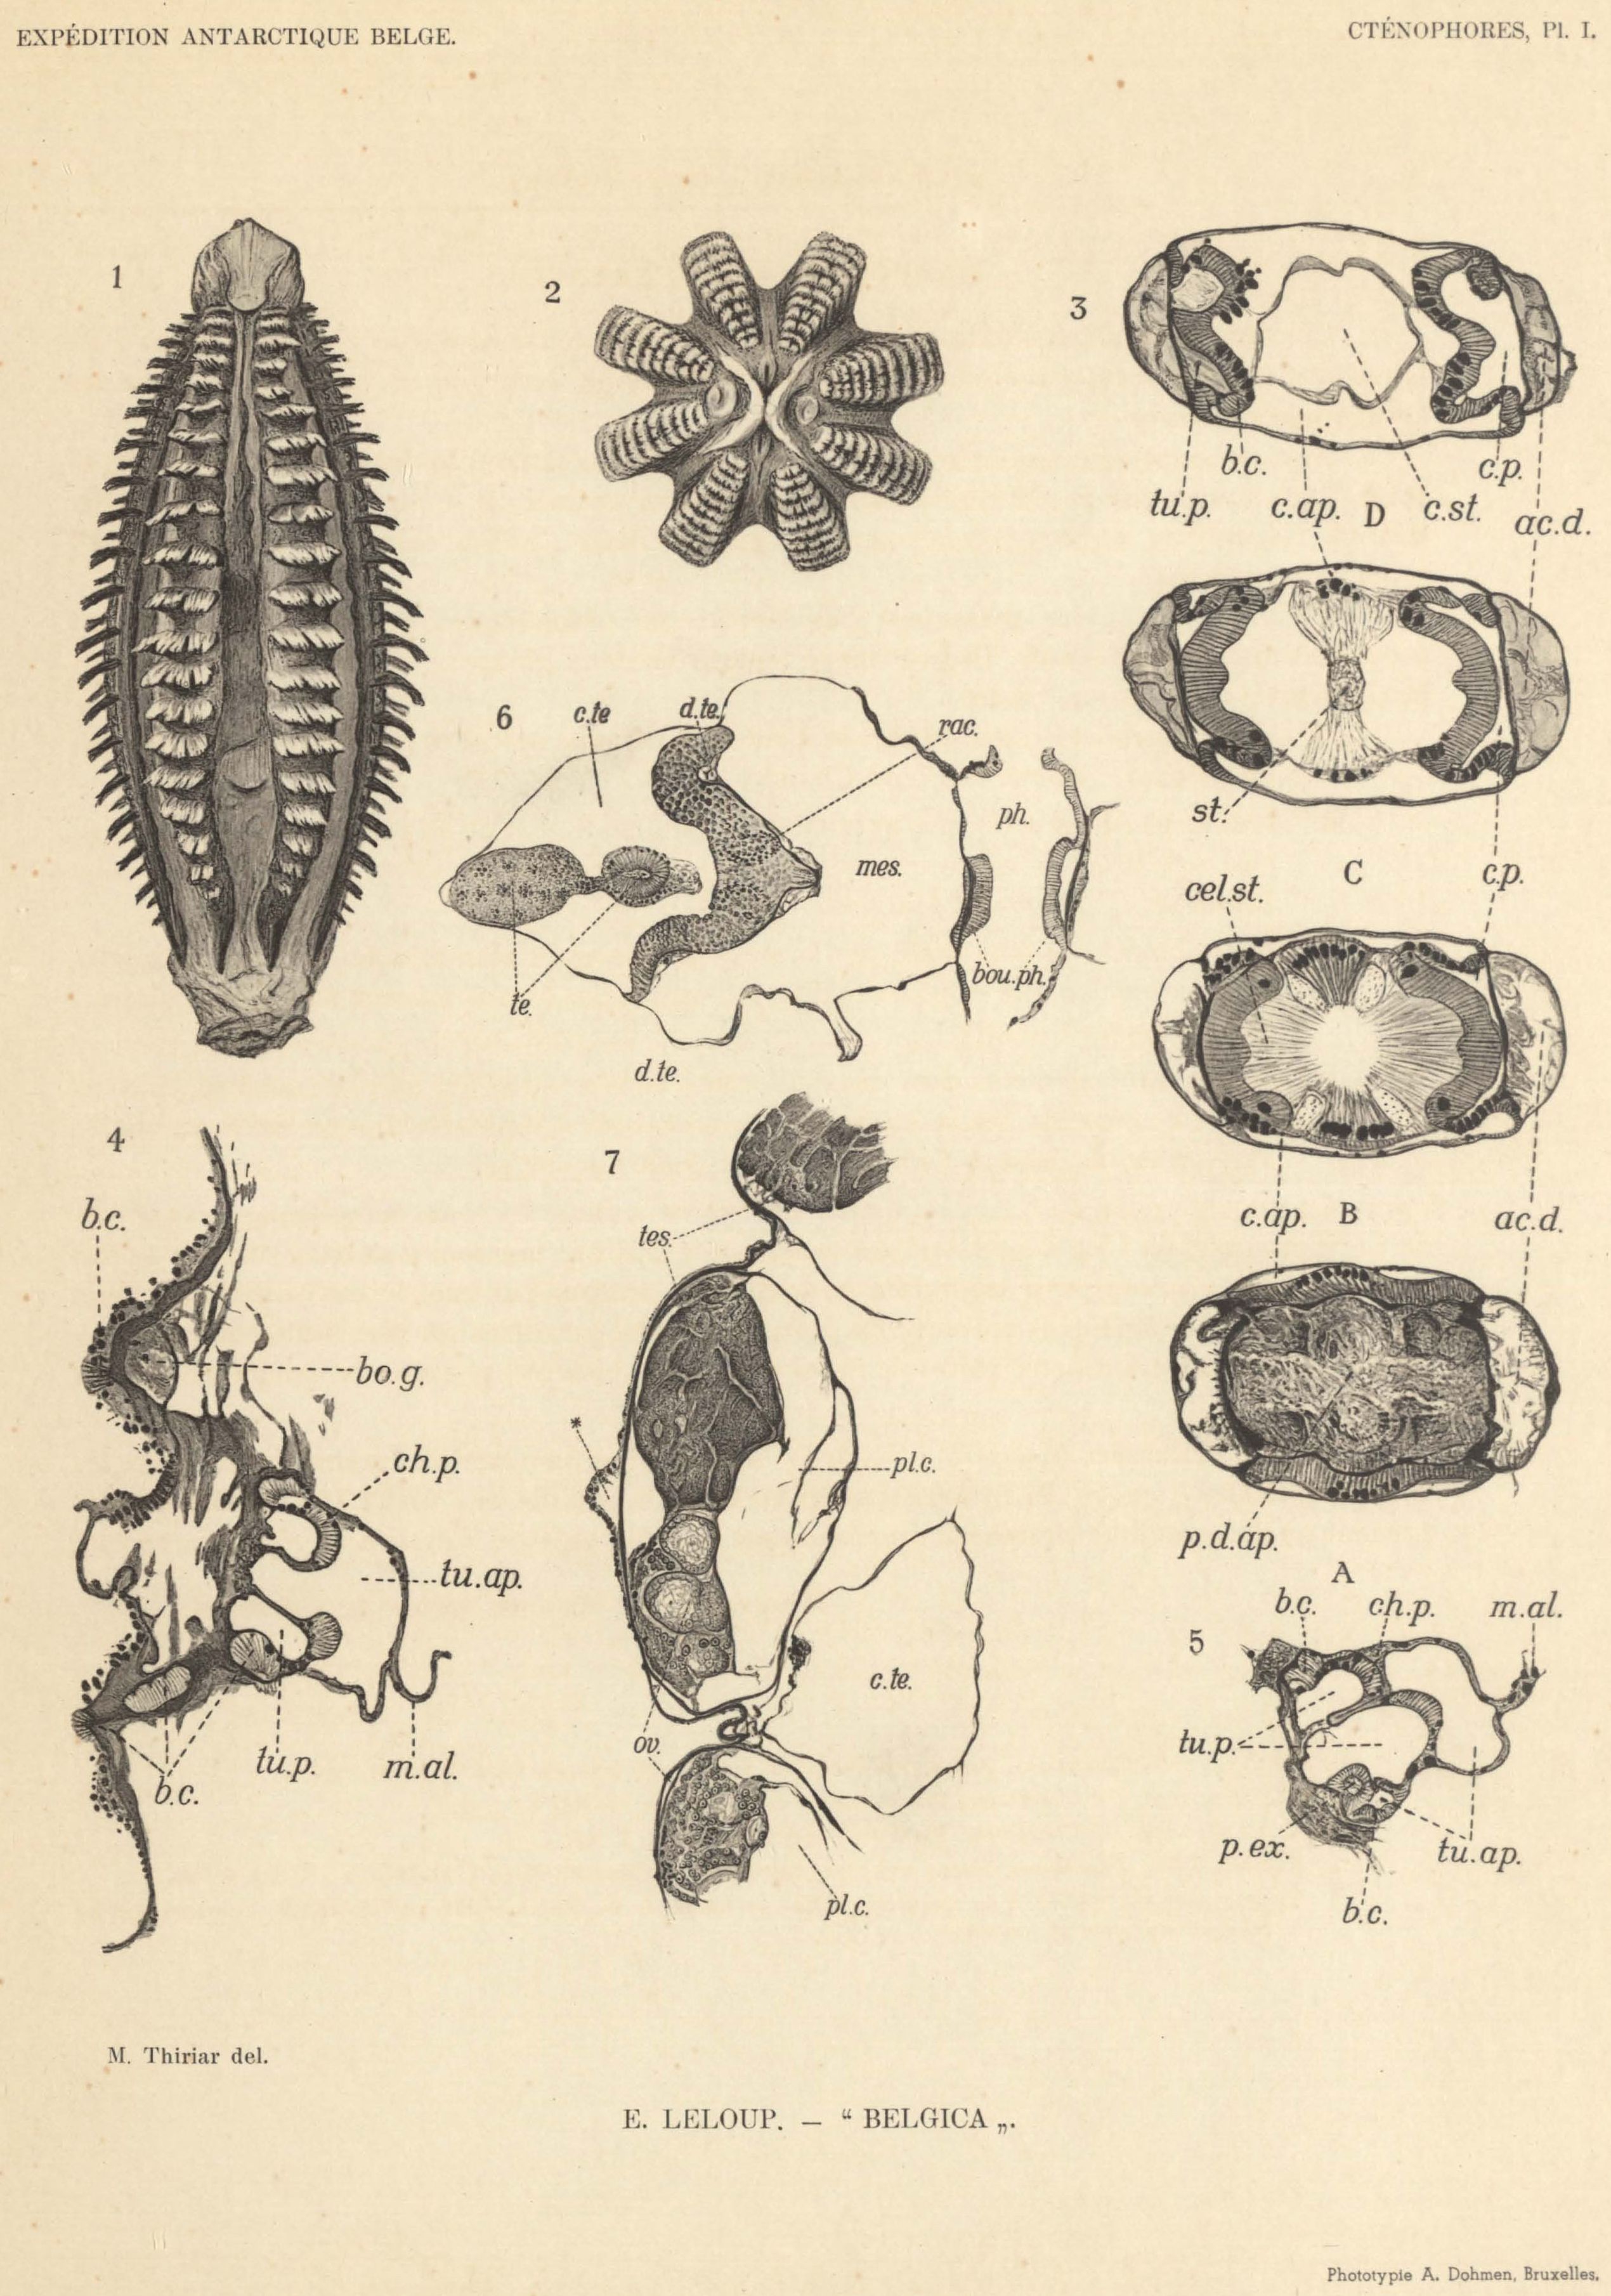 EXPÉDITION ANTARCTIQUE BELGE.
CTÉNOPHORES, Pl. I.
1
2
3
b.c.
c.p.
tu.p.
c.ap.
D
c.st.
ac.d.
6
c.te
d.te.
rac.
ph.
mes.
bou.ph.
te.
d.te.
st.
C
cel.st.
c.p.
4
b.c.
bo.g.
ch.p.
tu.ap.
b.c.
tu.p.
m.al.
7
tes.
*
pl.c.
c.te.
ov.
pl.c.
c.ap.
B
ac.d.
p.d.ap.
A
b.c.
ch.p.
m.al.
5
tu.p.
p.ex.
tu.ap.
b.c.
M. Thiriar del.
E. LELOUP. — “ BELGICA „.
Phototypie A. Dohmen, Bruxelles.